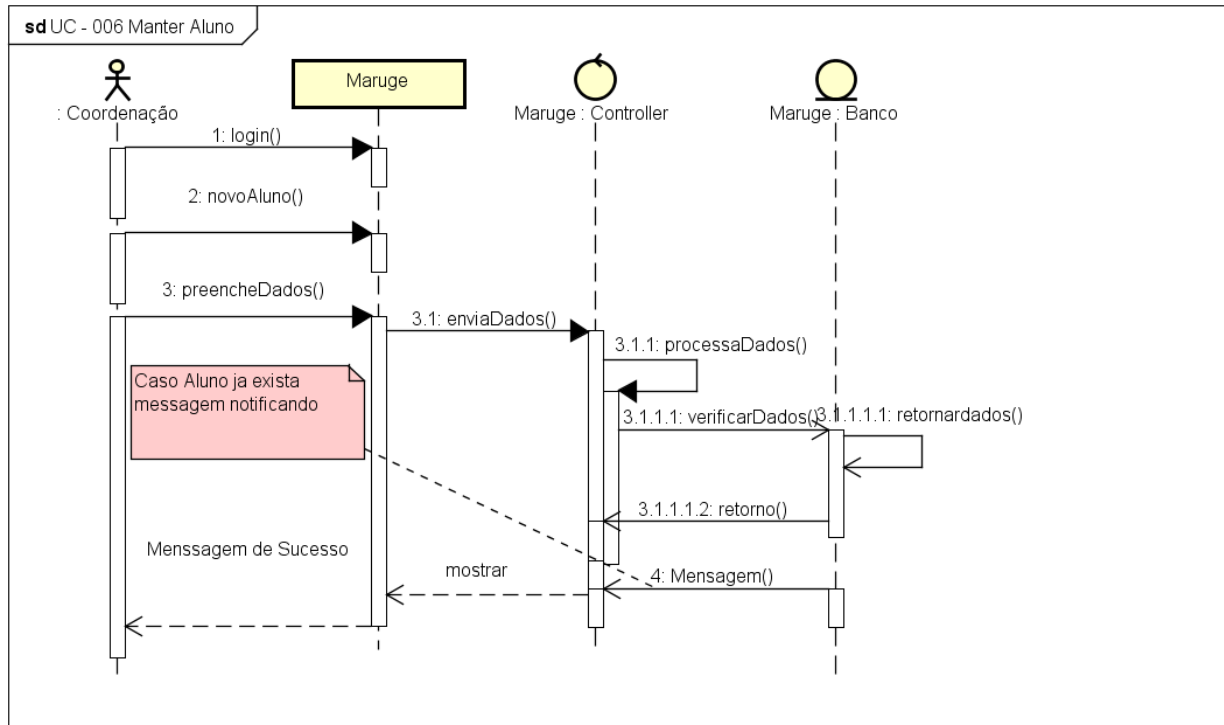 sd UC - 006 Manter Aluno
: Coordenação
Maruge
Maruge : Controller
Maruge : Banco
1: login()
2: novoAluno()
3: preencheDados()
3.1: enviaDados()
3.1.1: processaDados()
Caso Aluno ja exista
messagem notificando
3.1.1.1: verificarDados()
3.1.1.1.1: retornardados()
3.1.1.1.2: retorno()
Menssagem de Sucesso
mostrar
4: Mensagem()